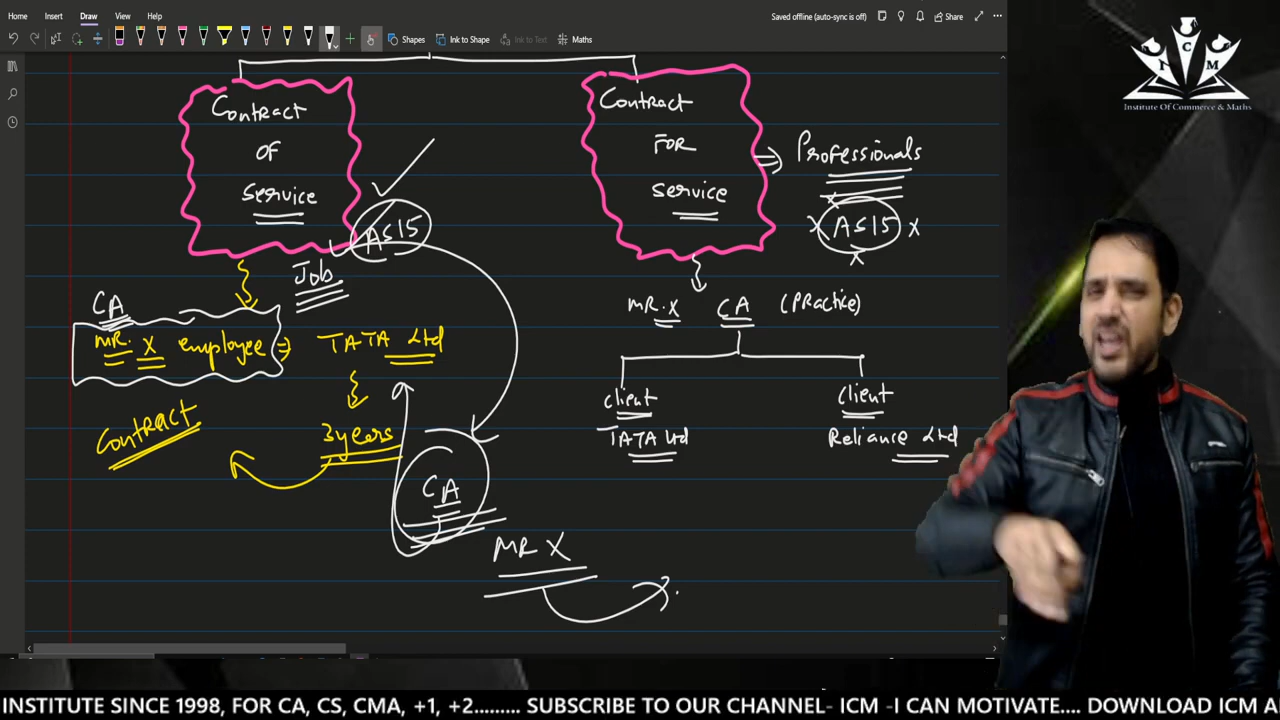 Home Insert Draw View Help
Saved offline (auto-sync is off)
Share
Shapes
Ink to Shape
Ink to Text
Maths
I C M
Institute Of Commerce & Maths
Contract
OF
service
AS15
Job
CA
MR. X employee ⇒ TATA Ltd
3years
Contract
CA
MR X
Contract
FOR
service
⇒ Professionals
X AS15 X
X
MR. X CA (PRactice)
client
TATA Ltd
client
Reliance Ltd
INSTITUTE SINCE 1998, FOR CA, CS, CMA, +1, +2......... SUBSCRIBE TO OUR CHANNEL- ICM -I CAN MOTIVATE.... DOWNLOAD ICM A